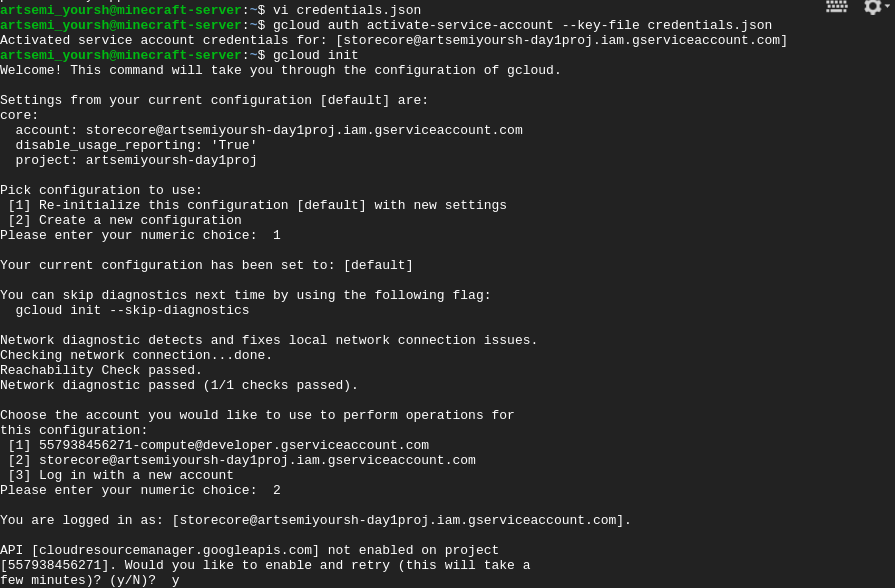 artsemi_yoursh@minecraft-server:~$ vi credentials.json
artsemi_yoursh@minecraft-server:~$ gcloud auth activate-service-account --key-file credentials.json
Activated service account credentials for: [storecore@artsemiyoursh-day1proj.iam.gserviceaccount.com]
artsemi_yoursh@minecraft-server:~$ gcloud init
Welcome! This command will take you through the configuration of gcloud.
Settings from your current configuration [default] are:
core:
  account: storecore@artsemiyoursh-day1proj.iam.gserviceaccount.com
  disable_usage_reporting: 'True'
  project: artsemiyoursh-day1proj
Pick configuration to use:
 [1] Re-initialize this configuration [default] with new settings
 [2] Create a new configuration
Please enter your numeric choice:  1
Your current configuration has been set to: [default]
You can skip diagnostics next time by using the following flag:
  gcloud init --skip-diagnostics
Network diagnostic detects and fixes local network connection issues.
Checking network connection...done.
Reachability Check passed.
Network diagnostic passed (1/1 checks passed).
Choose the account you would like to use to perform operations for
this configuration:
 [1] 557938456271-compute@developer.gserviceaccount.com
 [2] storecore@artsemiyoursh-day1proj.iam.gserviceaccount.com
 [3] Log in with a new account
Please enter your numeric choice:  2
You are logged in as: [storecore@artsemiyoursh-day1proj.iam.gserviceaccount.com].
API [cloudresourcemanager.googleapis.com] not enabled on project
[557938456271]. Would you like to enable and retry (this will take a
few minutes)? (y/N)?  y